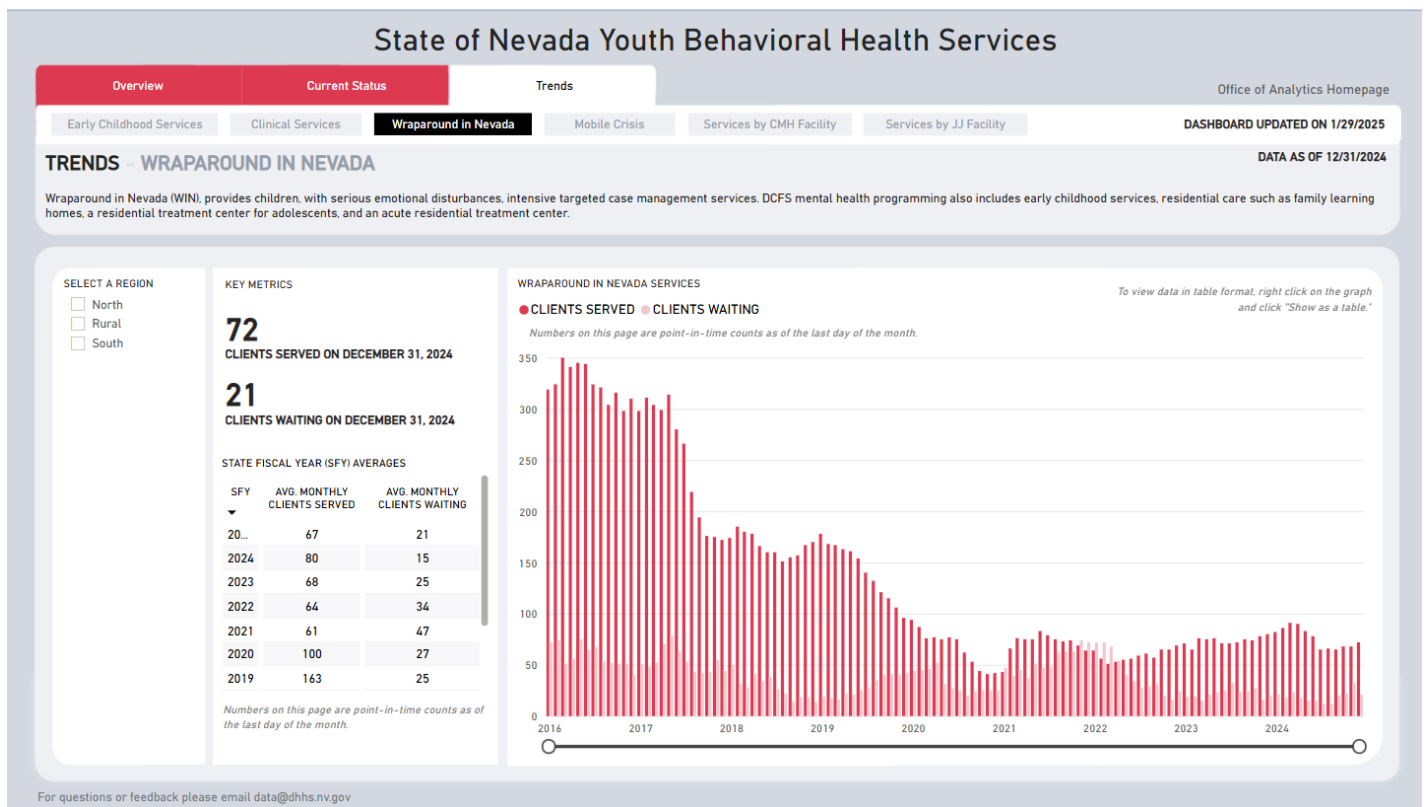 State of Nevada Youth Behavioral Health Services
Overview
Current Status
Trends
Office of Analytics Homepage
Early Childhood Services
Clinical Services
Wraparound in Nevada
Mobile Crisis
Services by CMH Facility
Services by JJ Facility
DASHBOARD UPDATED ON 1/29/2025
TRENDS - WRAPAROUND IN NEVADA
DATA AS OF 12/31/2024
Wraparound in Nevada (WIN), provides children, with serious emotional disturbances, intensive targeted case management services. DCFS mental health programming also includes early childhood services, residential care such as family learning
homes, a residential treatment center for adolescents, and an acute residential treatment center.
SELECT A REGION
North
Rural
South
KEY METRICS
72
CLIENTS SERVED ON DECEMBER 31, 2024
21
CLIENTS WAITING ON DECEMBER 31, 2024
STATE FISCAL YEAR (SFY) AVERAGES
SFY AVG. MONTHLY CLIENTS SERVED AVG. MONTHLY CLIENTS WAITING
20... 67 21
2024 80 15
2023 68 25
2022 64 34
2021 61 47
2020 100 27
2019 163 25
Numbers on this page are point-in-time counts as of
the last day of the month.
WRAPAROUND IN NEVADA SERVICES
CLIENTS SERVED CLIENTS WAITING
To view data in table format, right click on the graph
and click "Show as a table."
Numbers on this page are point-in-time counts as of the last day of the month.
350
300
250
200
150
100
50
0
2016 2017 2018 2019 2020 2021 2022 2023 2024
For questions or feedback please email data@dhhs.nv.gov